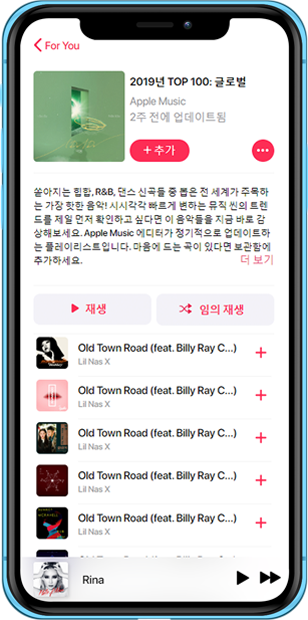 For You
2019년 TOP 100: 글로벌
Apple Music
2주 전에 업데이트됨
+ 추가
쏟아지는 힙합, R&B, 댄스 신곡들 중 뽑은 전 세계가 주목하
는 가장 핫한 음악! 시시각각 빠르게 변하는 뮤직 씬의 트렌
드를 제일 먼저 확인하고 싶다면 이 음악들을 지금 바로 감
상해보세요. Apple Music 에디터가 정기적으로 업데이트하
는 플레이리스트입니다. 마음에 드는 곡이 있다면 보관함에
추가하세요. 더 보기
재생 임의 재생
Old Town Road (feat. Billy Ray C...)
Lil Nas X
Old Town Road (feat. Billy Ray C...)
Lil Nas X
Old Town Road (feat. Billy Ray C...)
Lil Nas X
Old Town Road (feat. Billy Ray C...)
Lil Nas X
Old Town Road (feat. Billy Ray C...)
Lil Nas X
Rina